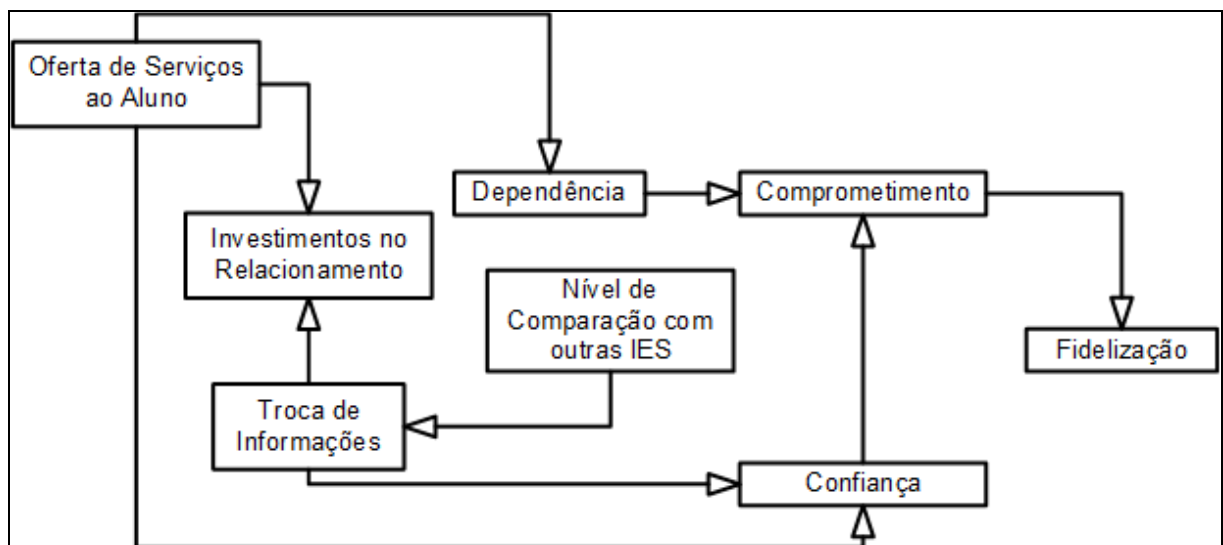 Oferta de Serviços
ao Aluno
Dependência
Comprometimento
Investimentos no
Relacionamento
Nível de
Comparação com
outras IES
Fidelização
Troca de
Informações
Confiança